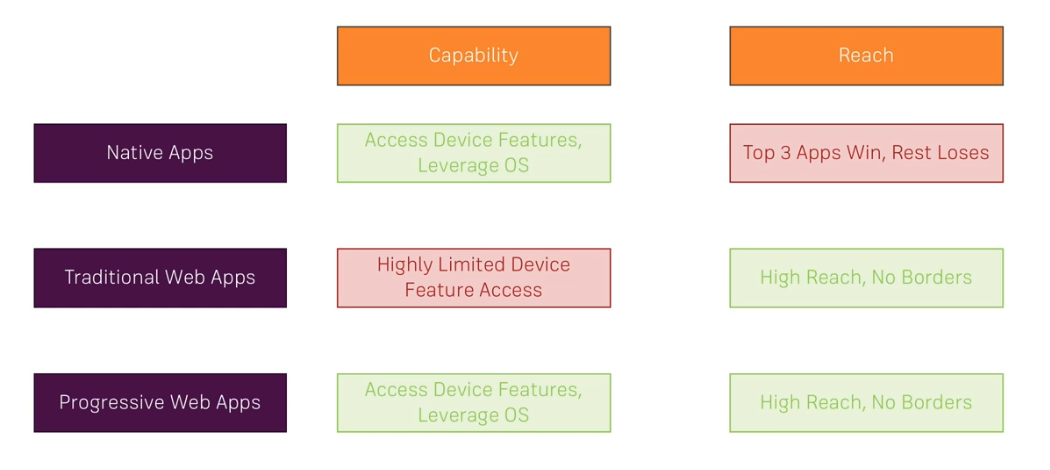 Capability
Reach
Native Apps
Access Device Features,
Leverage OS
Top 3 Apps Win, Rest Loses
Traditional Web Apps
Highly Limited Device
Feature Access
High Reach, No Borders
Progressive Web Apps
Access Device Features,
Leverage OS
High Reach, No Borders